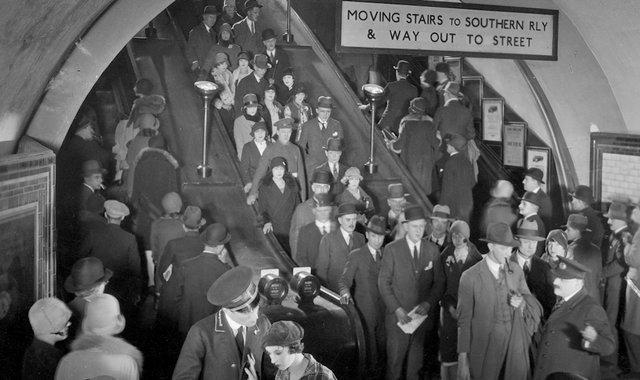 MOVING STAIRS TO SOUTHERN RLY
& WAY OUT TO STREET